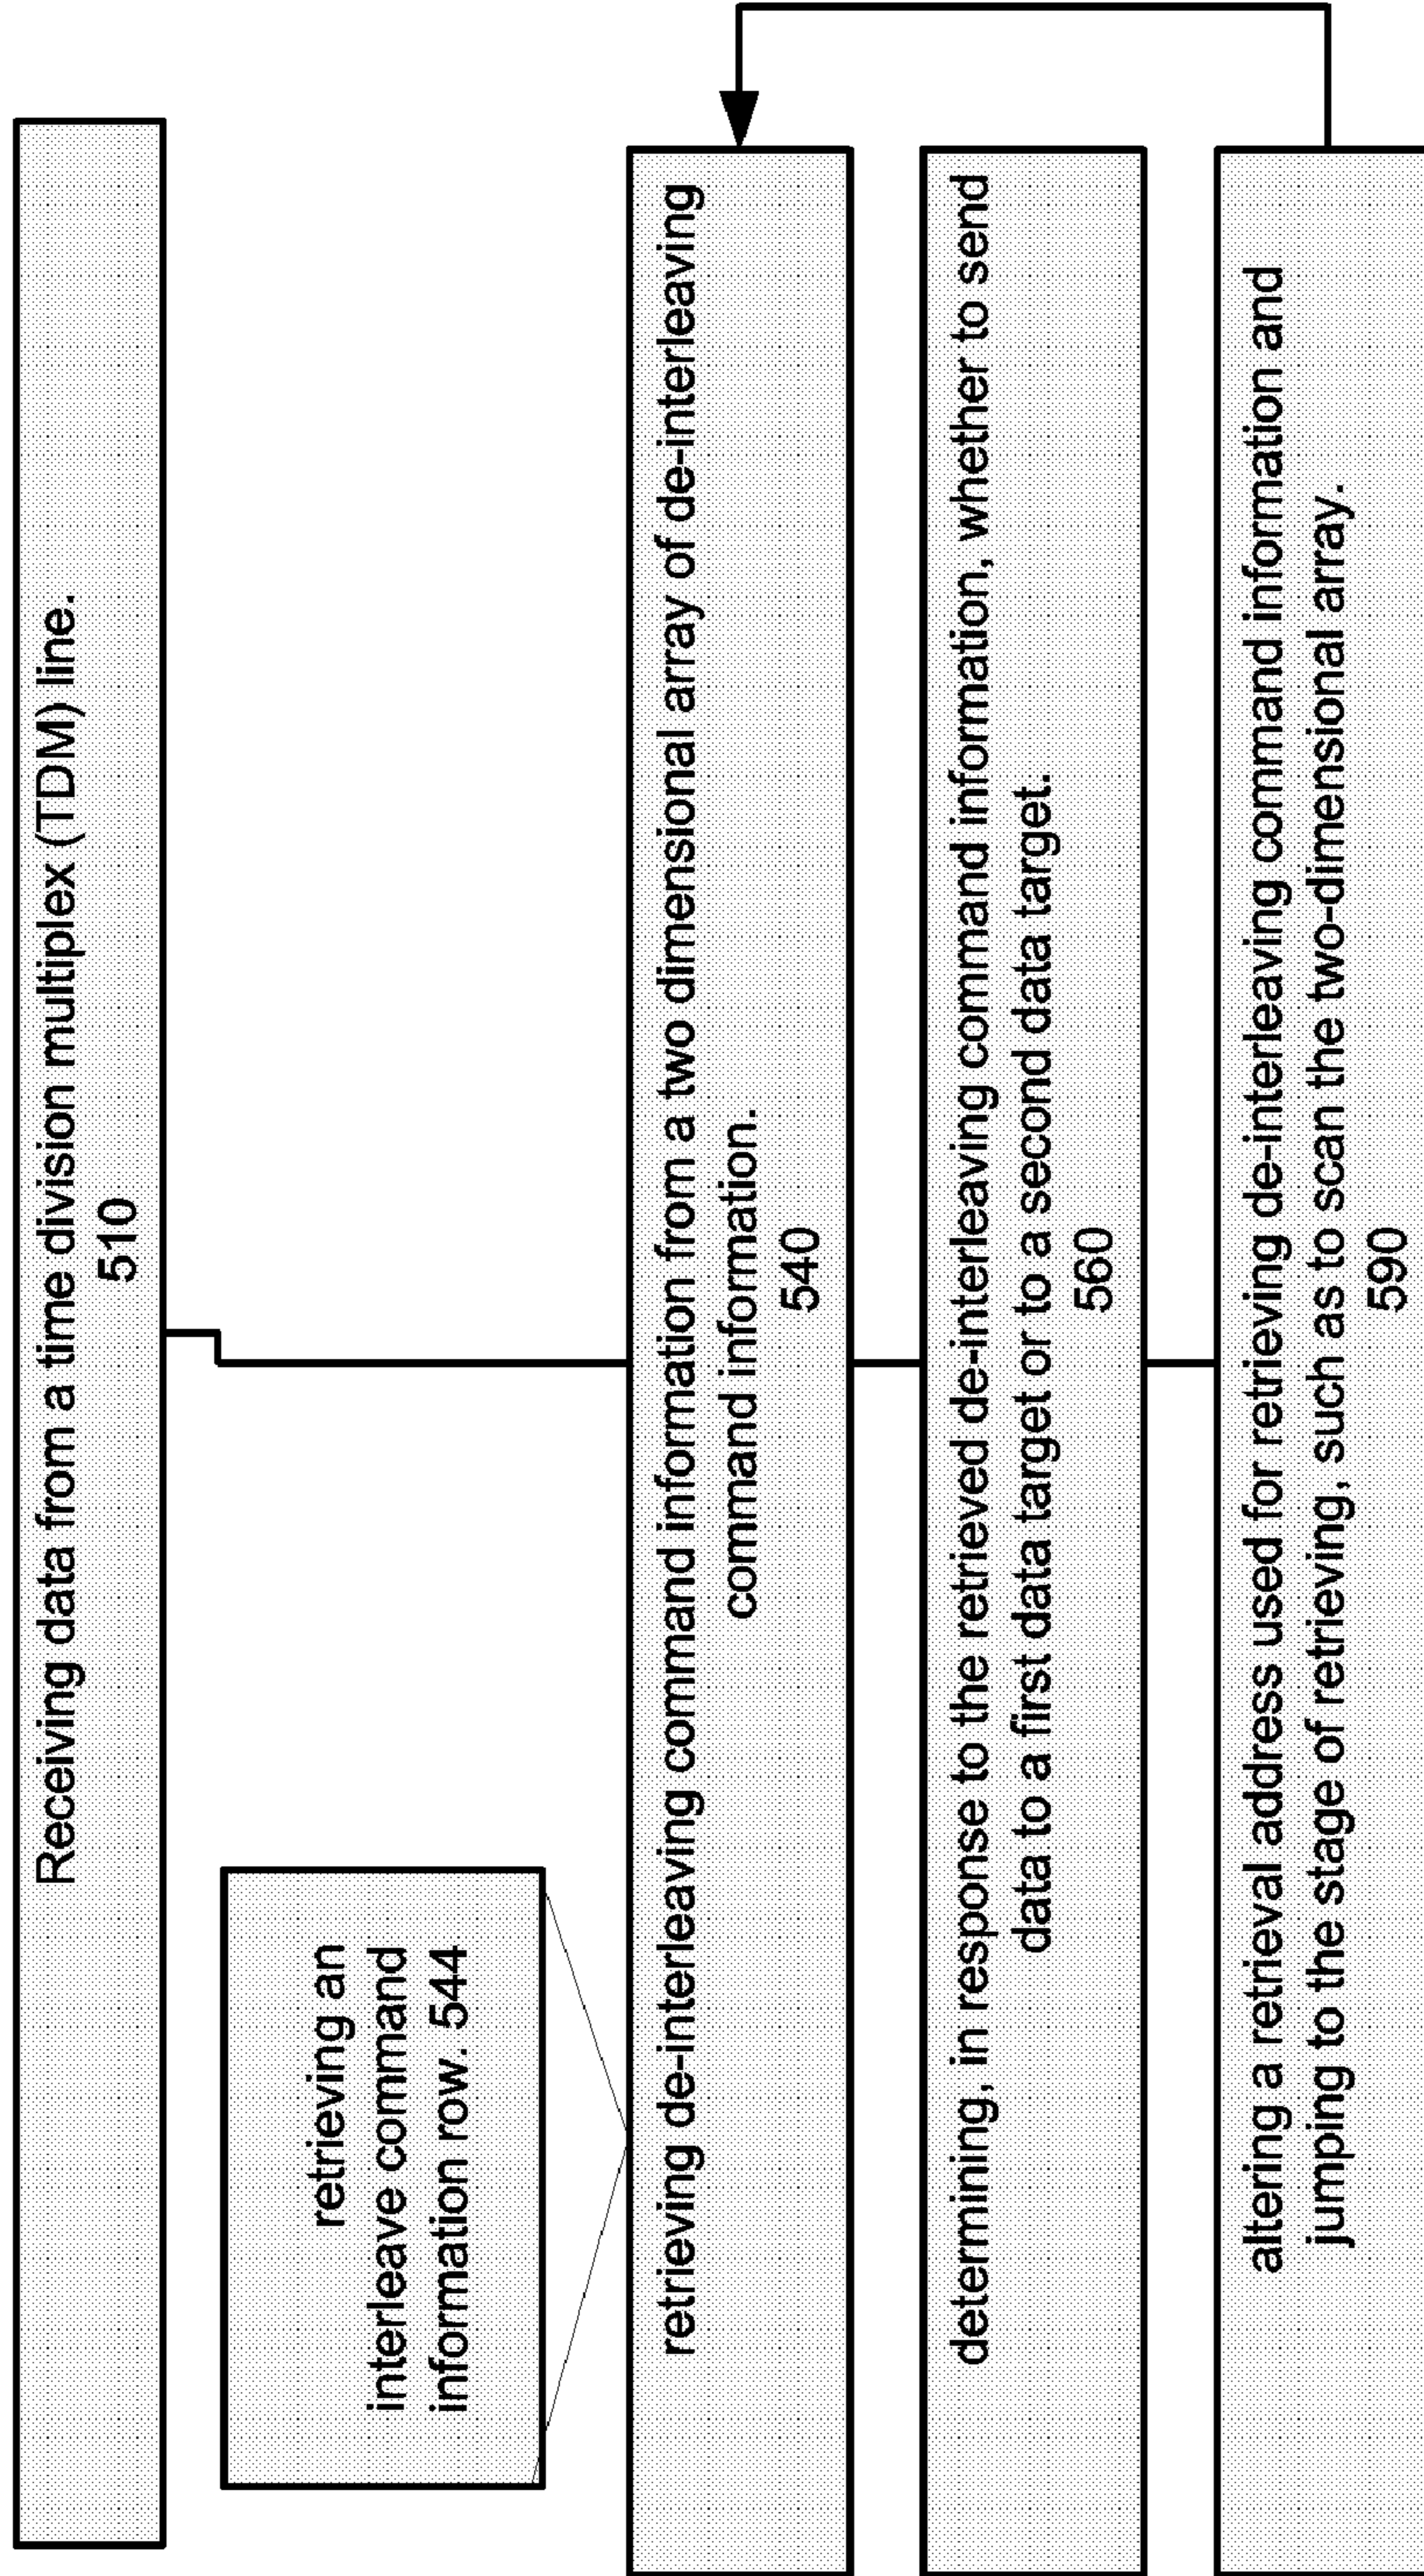 Receiving data from a time division multiplex (TDM) line.
510
retrieving an
interleave command
information row. 544
retrieving de-interleaving command information from a two dimensional array of de-interleaving
command information.
540
determining, in response to the retrieved de-interleaving command information, whether to send
data to a first data target or to a second data target.
560
altering a retrieval address used for retrieving de-interleaving command information and
jumping to the stage of retrieving, such as to scan the two-dimensional array.
590